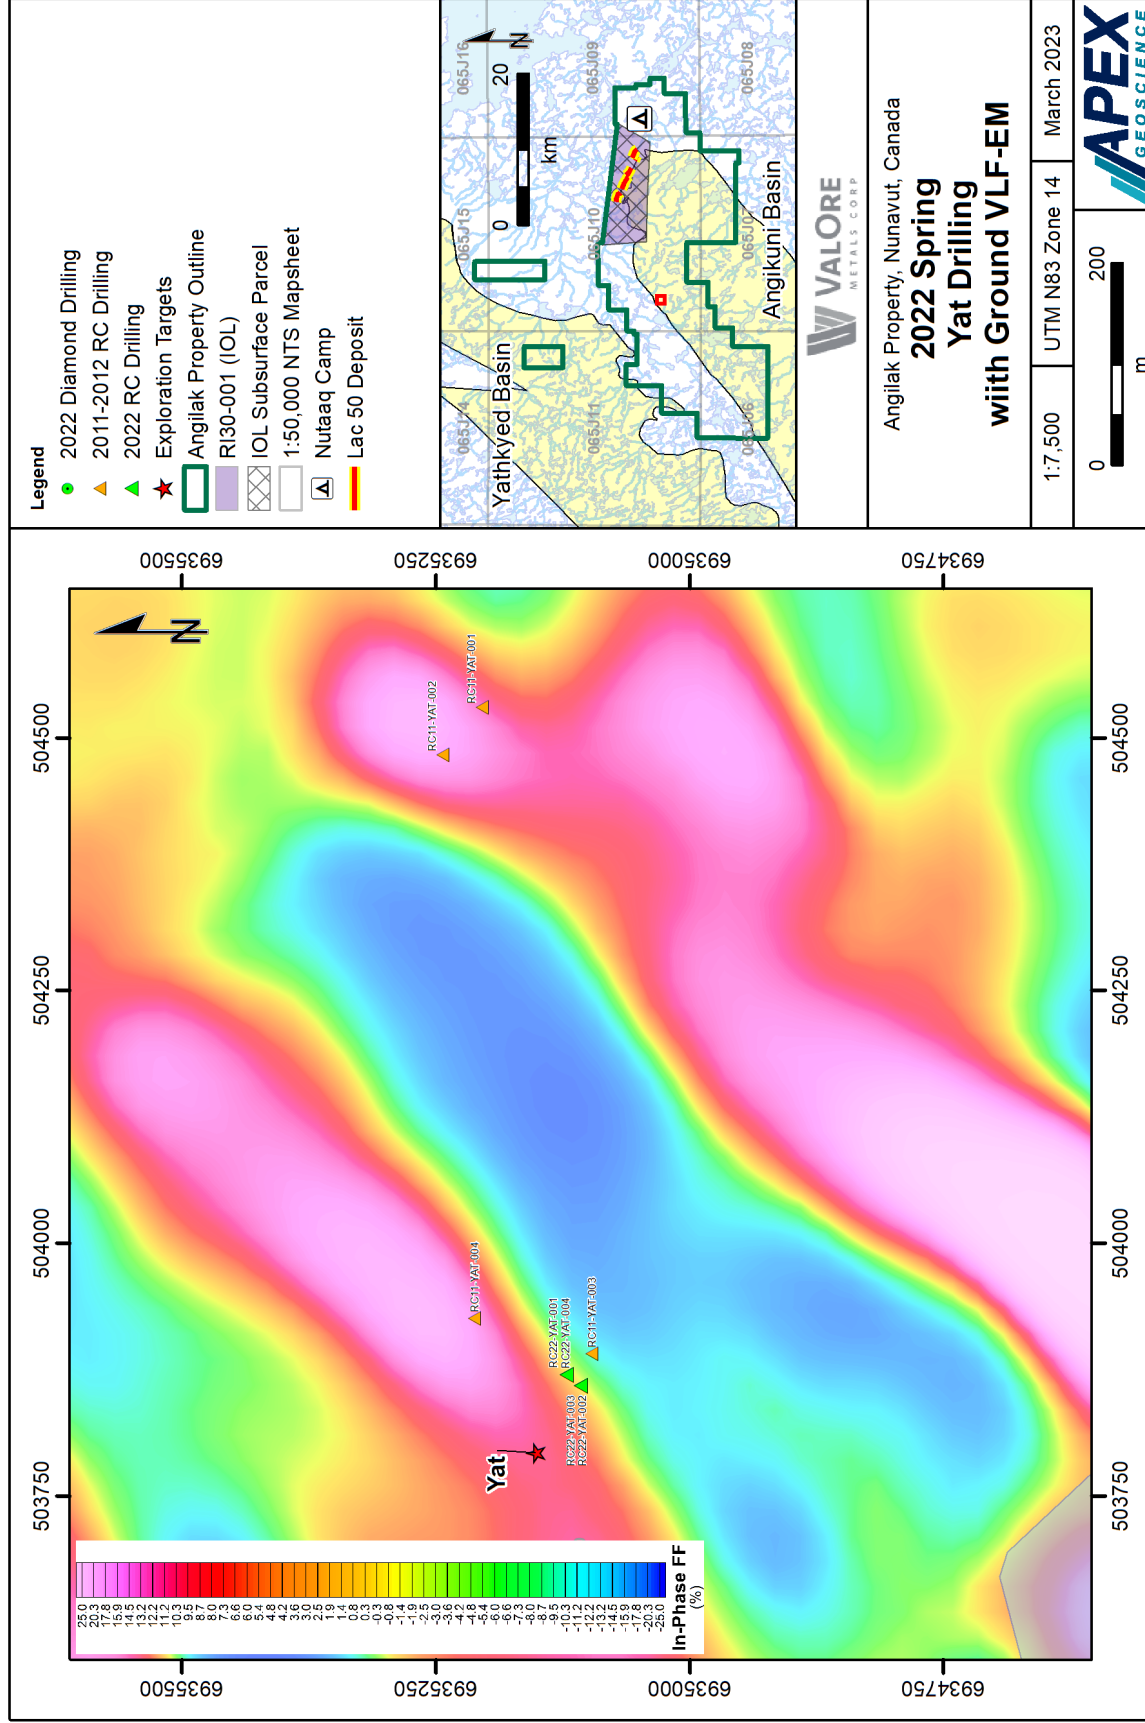 Legend
2022 Diamond Drilling
2011-2012 RC Drilling
2022 RC Drilling
Exploration Targets
Angilak Property Outline
RI30-001 (IOL)
IOL Subsurface Parcel
1:50,000 NTS Mapsheet
Nutaaq Camp
Lac 50 Deposit
065J14
065J15
065J16
065J11
065J10
065J09
065J06
065J07
065J08
Yathkyed Basin
Angikuni Basin
0
20
km
N
VALORE
METALS CORP
Angilak Property, Nunavut, Canada
2022 Spring
Yat Drilling
with Ground VLF-EM
1:7,500
UTM N83 Zone 14
March 2023
0
200
m
APEX
GEOSCIENCE
503750
504000
504250
504500
6935500
6935250
6935000
6934750
6935500
6935250
6935000
6934750
503750
504000
504250
504500
N
Yat
RC11-YAT-004
RC22-YAT-001
RC22-YAT-004
RC22-YAT-003
RC22-YAT-002
RC11-YAT-003
RC11-YAT-002
RC11-YAT-001
25.0
20.3
17.8
15.9
14.5
13.2
12.2
11.2
10.3
9.5
8.7
8.0
7.3
6.6
6.0
5.4
4.8
4.2
3.6
3.0
2.5
1.9
1.4
0.8
0.3
-0.3
-0.8
-1.4
-1.9
-2.5
-3.0
-3.6
-4.2
-4.8
-5.4
-6.0
-6.6
-7.3
-8.0
-8.7
-9.5
-10.3
-11.2
-12.2
-13.2
-14.5
-15.9
-17.8
-20.3
-25.0
In-Phase FF
(%)